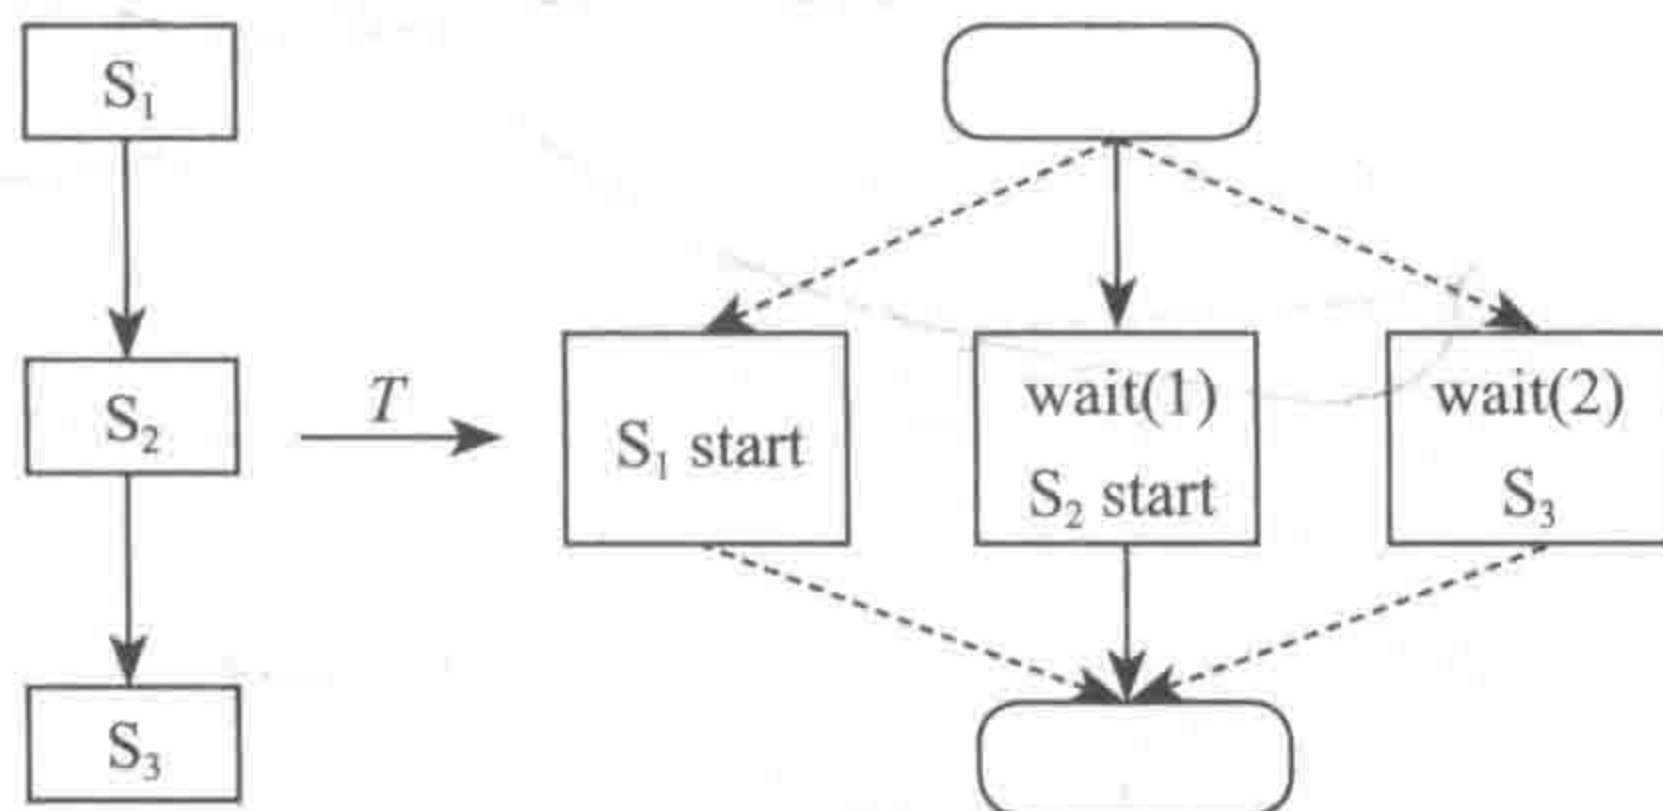 S₁
S₂
S₃
T
S₁ start
wait(1)
S₂ start
wait(2)
S₃